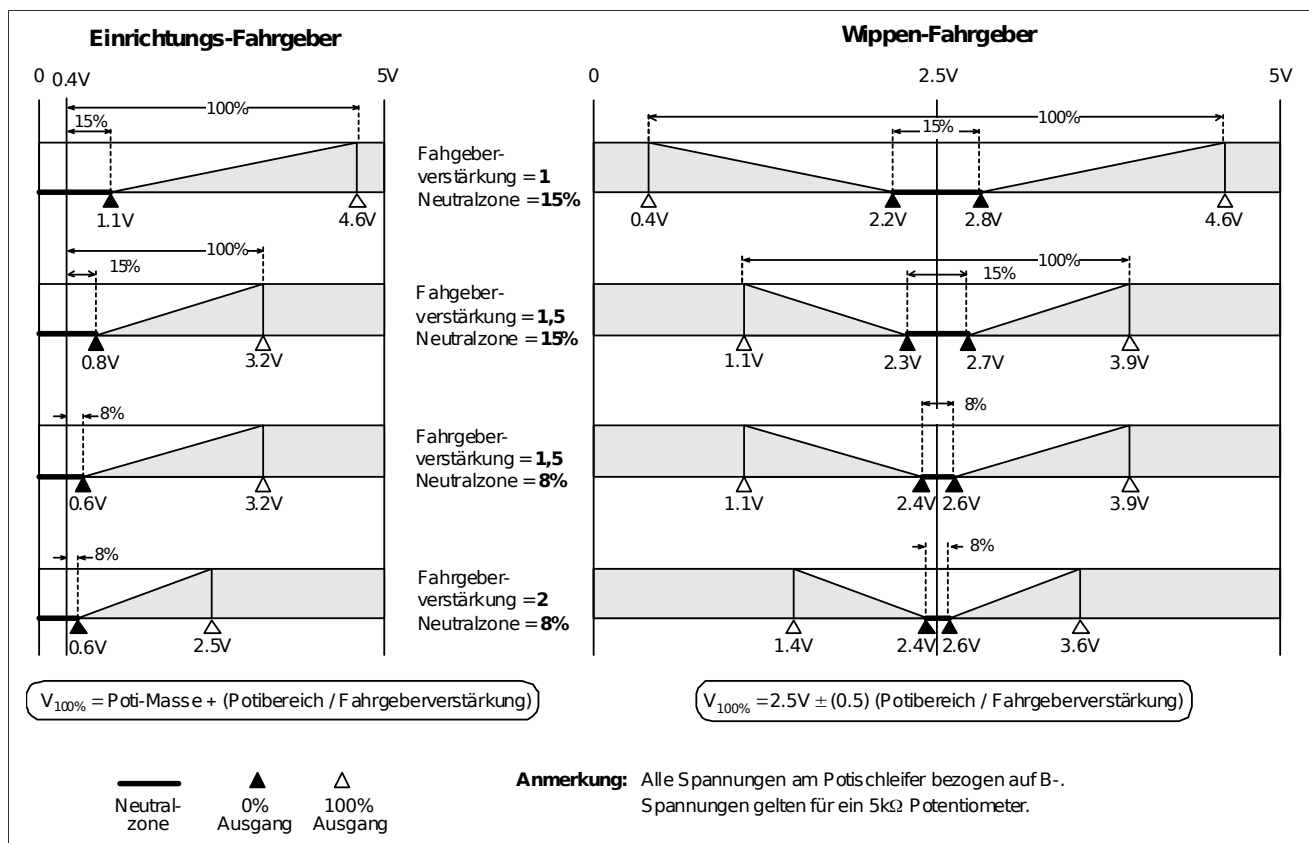 Einrichtungs-Fahrgeber
Wippen-Fahrgeber
0 0.4V 5V
0 2.5V 5V
100%
15%
100%
15%
Fahgeber-
verstärkung = 1
Neutralzone = 15%
1.1V 4.6V
0.4V 2.2V 2.8V 4.6V
100%
15%
100%
15%
Fahgeber-
verstärkung = 1,5
Neutralzone = 15%
0.8V 3.2V
1.1V 2.3V 2.7V 3.9V
8%
8%
Fahrgeber-
verstärkung = 1,5
Neutralzone = 8%
0.6V 3.2V
1.1V 2.4V 2.6V 3.9V
8%
8%
Fahrgeber-
verstärkung = 2
Neutralzone = 8%
0.6V 2.5V
1.4V 2.4V 2.6V 3.6V
V100% = Poti-Masse + (Potibereich / Fahrgeberverstärkung)
V100% = 2.5V ± (0.5) (Potibereich / Fahrgeberverstärkung)
Neutral-
zone
0%
Ausgang
100%
Ausgang
Anmerkung: Alle Spannungen am Potischleifer bezogen auf B-.
Spannungen gelten für ein 5kΩ Potentiometer.